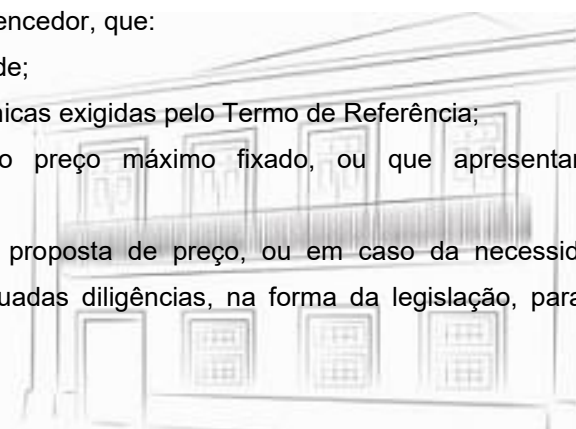 encedor, que:
de;
nicas exigidas pelo Termo de Referência;
o preço máximo fixado, ou que apresentar
proposta de preço, ou em caso da necessid
uadas diligências, na forma da legislação, para